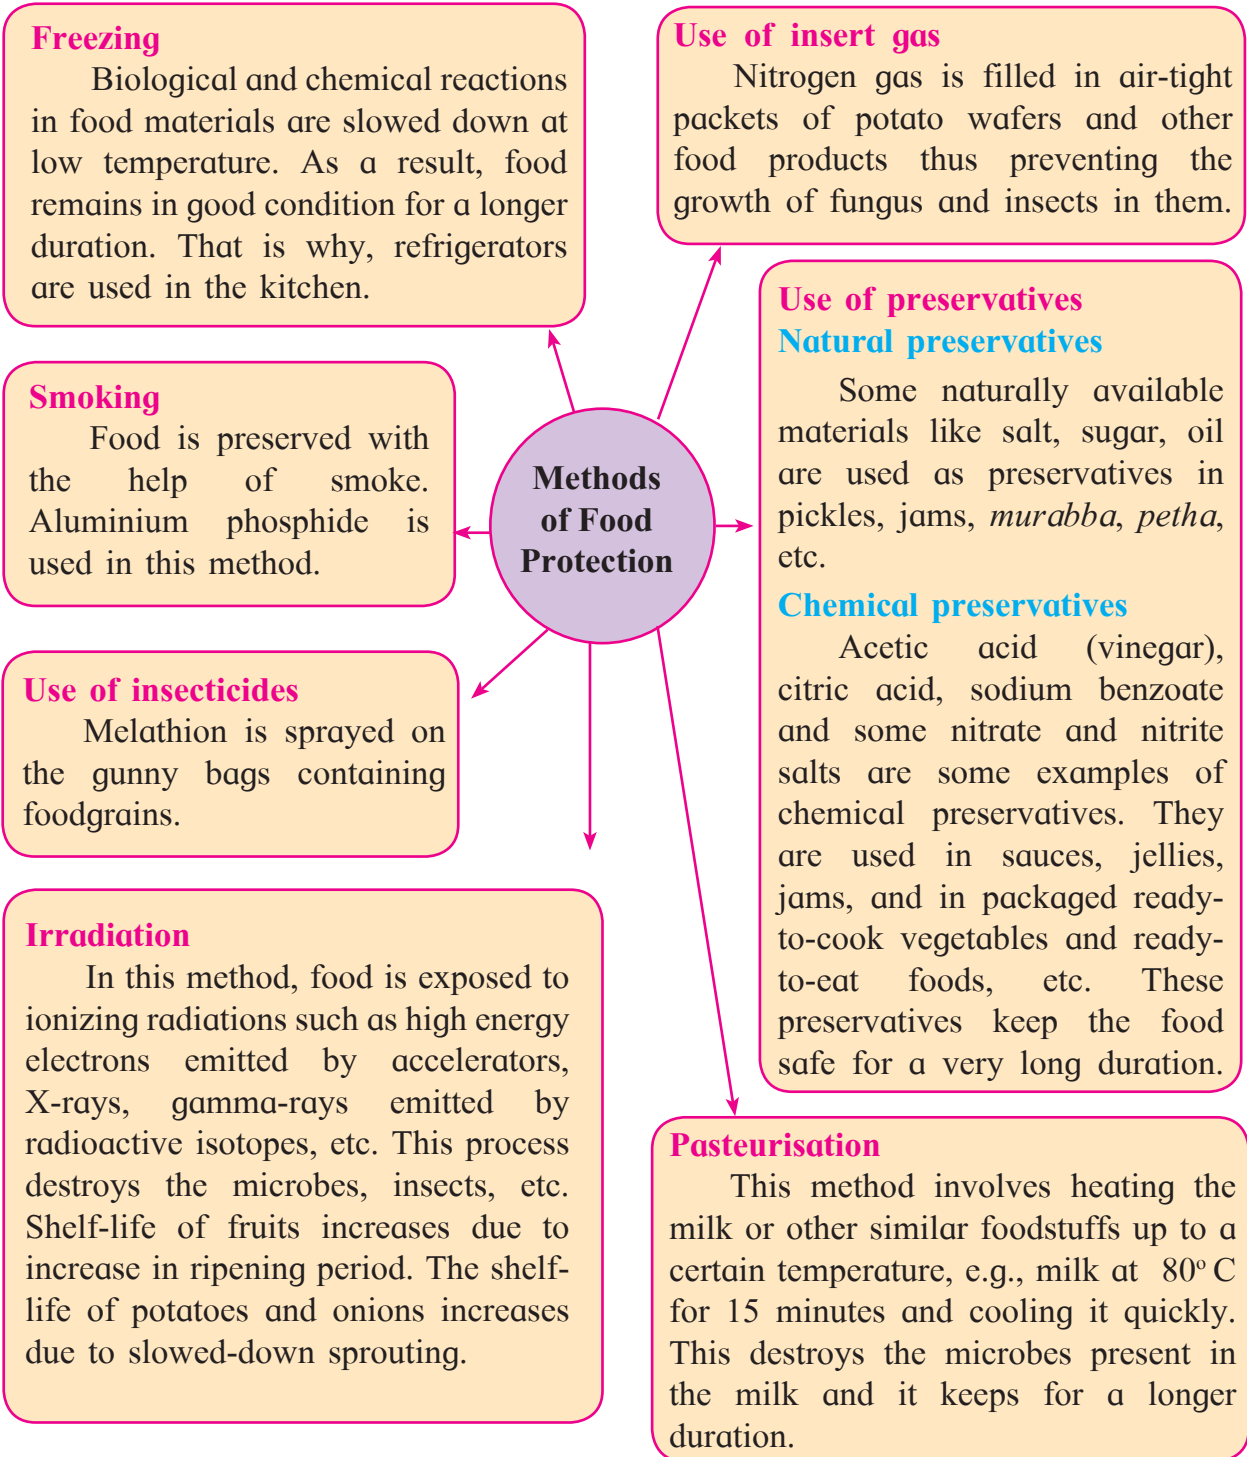 Freezing
Biological and chemical reactions
in food materials are slowed down at
low temperature. As a result, food
remains in good condition for a longer
duration. That is why, refrigerators
are used in the kitchen.
Use of insert gas
Nitrogen gas is filled in air-tight
packets of potato wafers and other
food products thus preventing the
growth of fungus and insects in them.
Smoking
Food is preserved with
the help of smoke.
Aluminium phosphide is
used in this method.
Methods
of Food
Protection
Use of preservatives
Natural preservatives
Some naturally available
materials like salt, sugar, oil
are used as preservatives in
pickles, jams, murabba, petha,
etc.
Chemical preservatives
Acetic acid (vinegar),
citric acid, sodium benzoate
and some nitrate and nitrite
salts are some examples of
chemical preservatives. They
are used in sauces, jellies,
jams, and in packaged ready-
to-cook vegetables and ready-
to-eat foods, etc. These
preservatives keep the food
safe for a very long duration.
Use of insecticides
Melathion is sprayed on
the gunny bags containing
foodgrains.
Irradiation
In this method, food is exposed to
ionizing radiations such as high energy
electrons emitted by accelerators,
X-rays, gamma-rays emitted by
radioactive isotopes, etc. This process
destroys the microbes, insects, etc.
Shelf-life of fruits increases due to
increase in ripening period. The shelf-
life of potatoes and onions increases
due to slowed-down sprouting.
Pasteurisation
This method involves heating the
milk or other similar foodstuffs up to a
certain temperature, e.g., milk at 80º C
for 15 minutes and cooling it quickly.
This destroys the microbes present in
the milk and it keeps for a longer
duration.